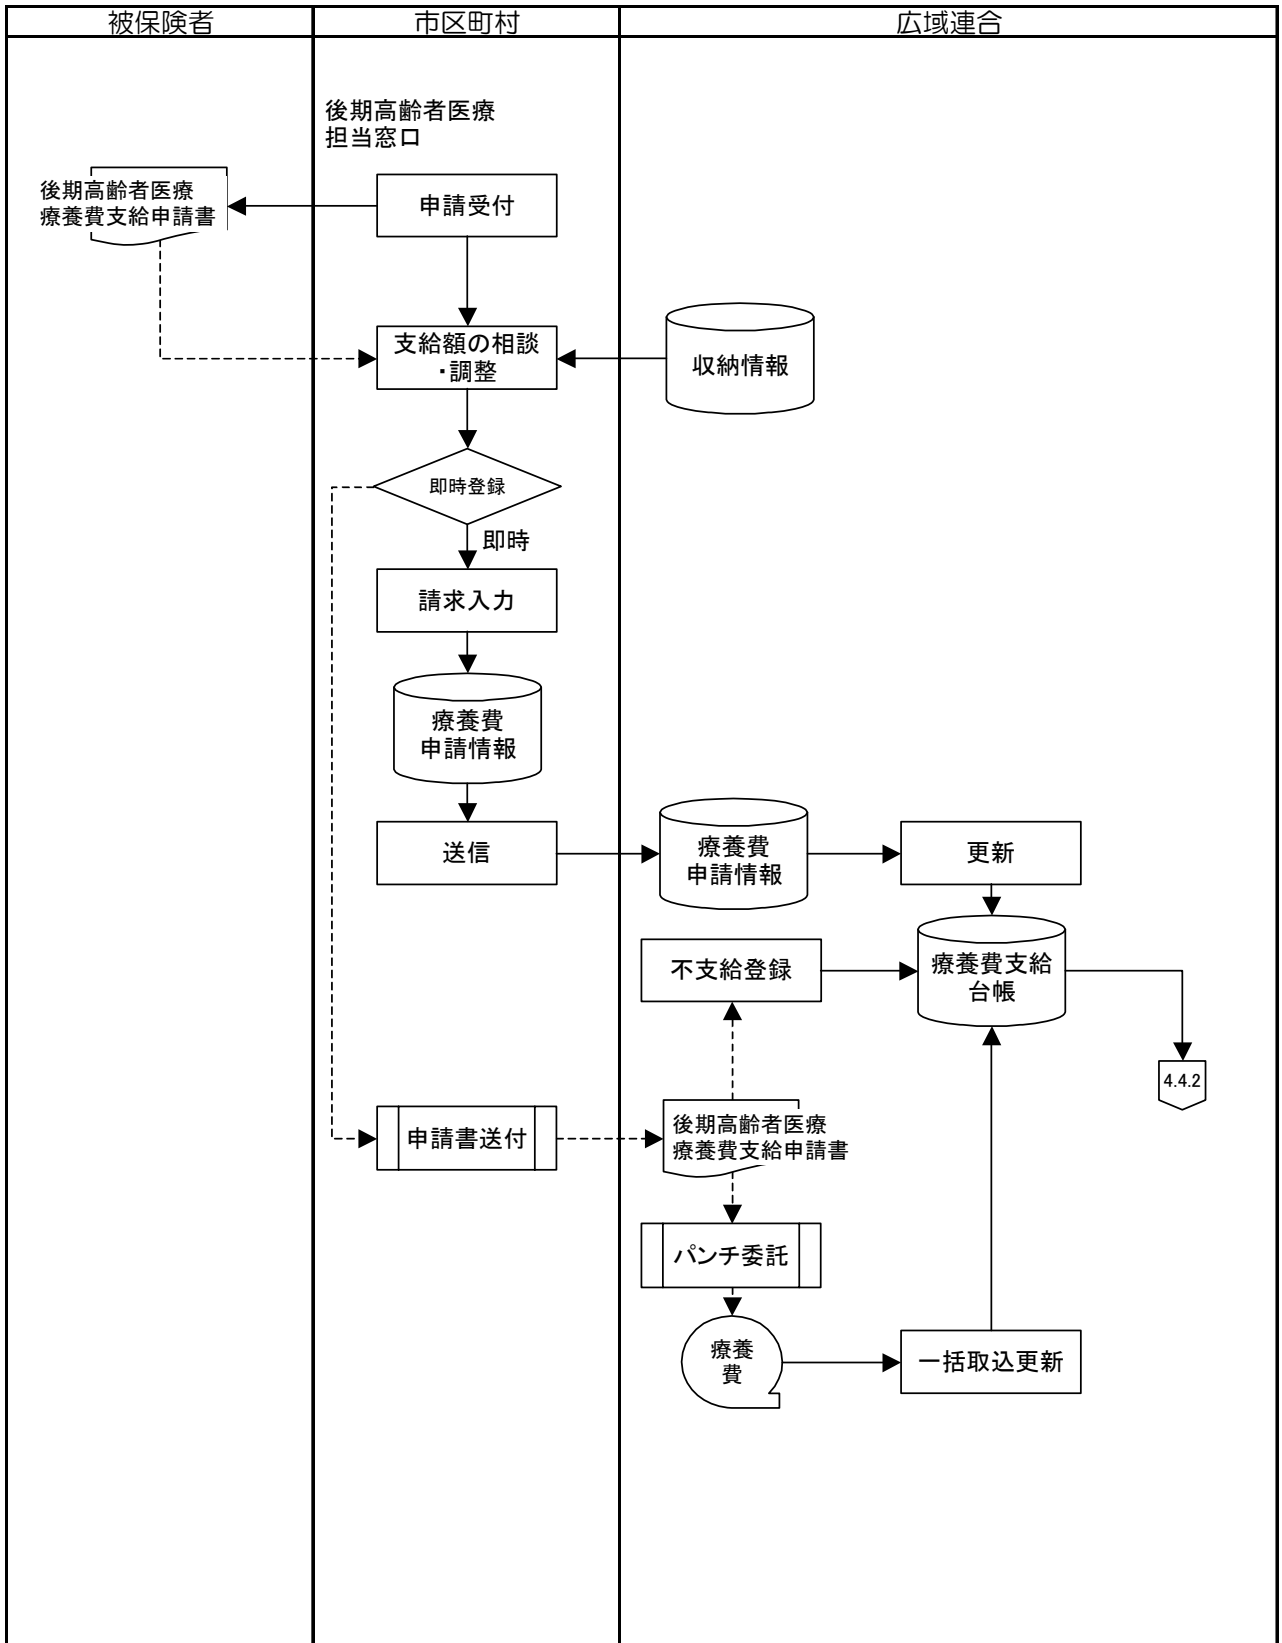 被保険者
市区町村
広域連合
後期高齢者医療
担当窓口
後期高齢者医療
療養費支給申請書
申請受付
支給額の相談
・調整
収納情報
即時登録
即時
請求入力
療養費
申請情報
送信
療養費
申請情報
更新
不支給登録
療養費支給
台帳
4.4.2
申請書送付
後期高齢者医療
療養費支給申請書
パンチ委託
療養
費
一括取込更新